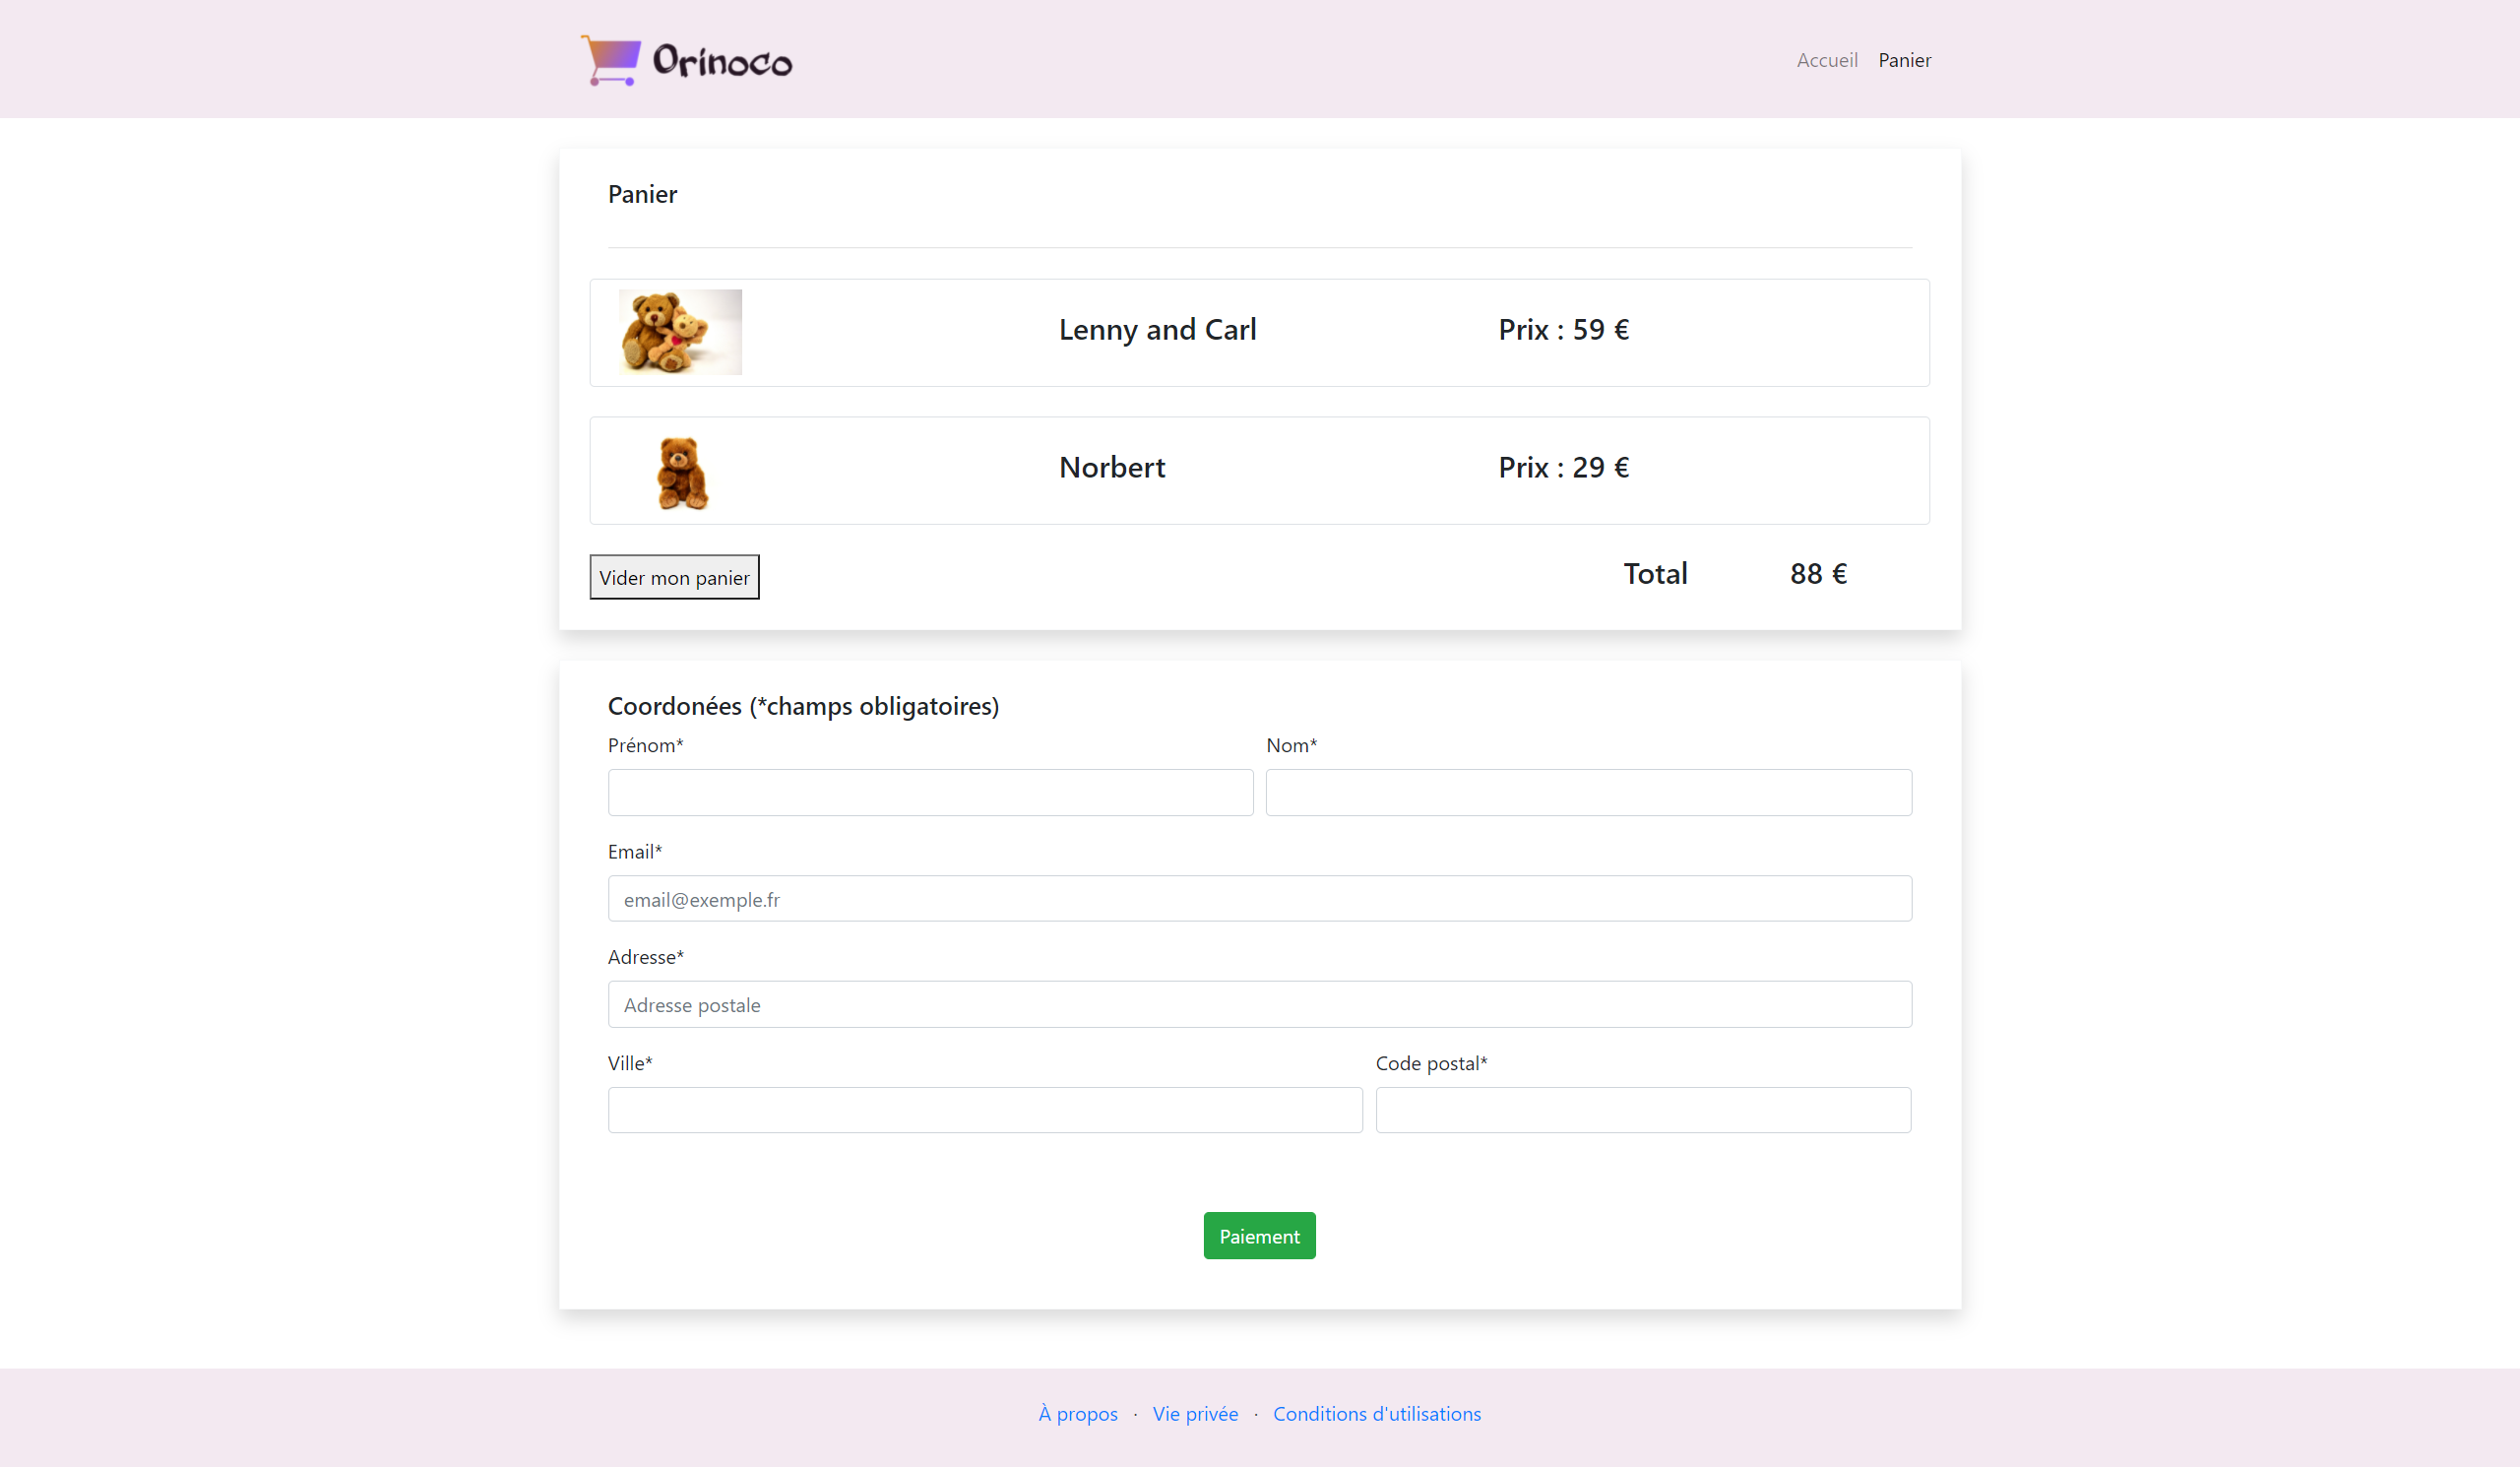 Orinoco
Accueil Panier
Panier
Lenny and Carl Prix : 59 €
Norbert Prix : 29 €
Vider mon panier Total 88 €
Coordonées (*champs obligatoires)
Prénom* Nom*
Email*
email@exemple.fr
Adresse*
Adresse postale
Ville* Code postal*
Paiement
À propos · Vie privée · Conditions d'utilisations